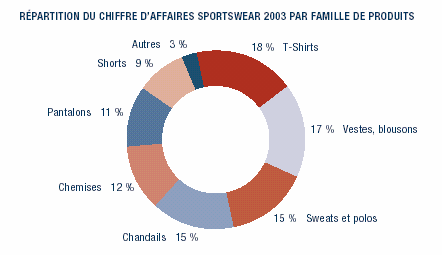 RÉPARTITION DU CHIFFRE D'AFFAIRES SPORTSWEAR 2003 PAR FAMILLE DE PRODUITS
Autres 3 %
18 % T-Shirts
Shorts 9 %
Pantalons 11 %
17 % Vestes, blousons
Chemises 12 %
15 % Sweats et polos
Chandails 15 %